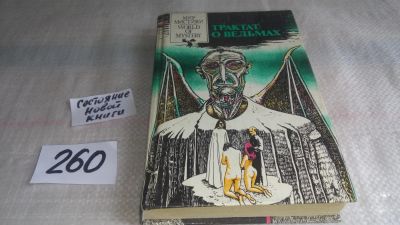 МИР
МИСТИКИ
WORLD
OF
MYSTERY
ТРАКТАТ
О ВЕДЬМАХ
Состояние
новой
книги
260